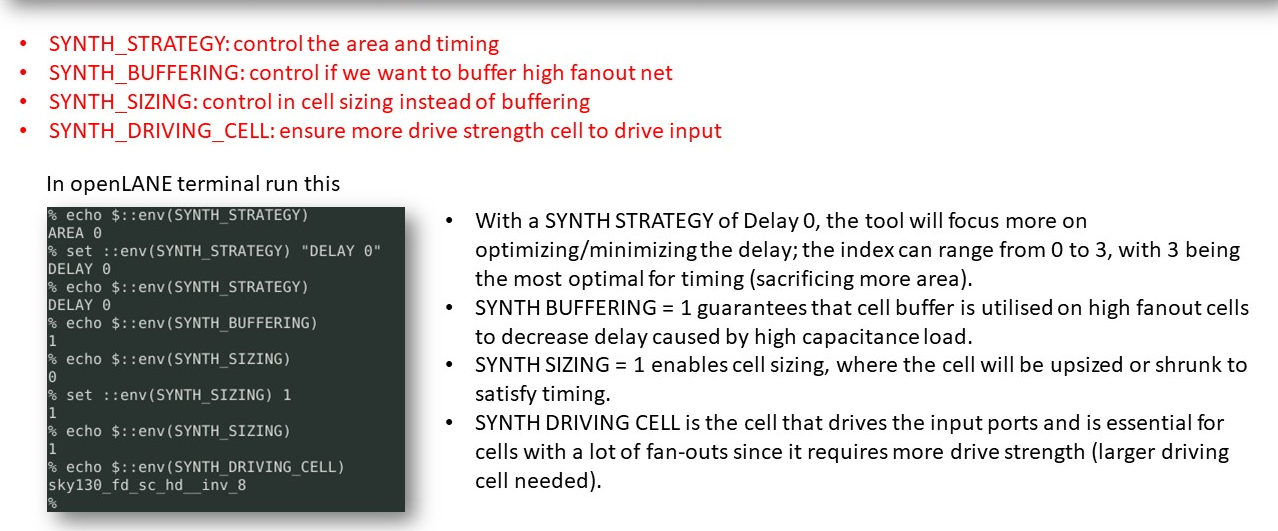 • SYNTH_STRATEGY: control the area and timing
• SYNTH_BUFFERING: control if we want to buffer high fanout net
• SYNTH_SIZING: control in cell sizing instead of buffering
• SYNTH_DRIVING_CELL: ensure more drive strength cell to drive input
In openLANE terminal run this
% echo $::env(SYNTH_STRATEGY)
AREA 0
% set ::env(SYNTH_STRATEGY) "DELAY 0"
DELAY 0
% echo $::env(SYNTH_STRATEGY)
DELAY 0
% echo $::env(SYNTH_BUFFERING)
1
% echo $::env(SYNTH_SIZING)
0
% set ::env(SYNTH_SIZING) 1
1
% echo $::env(SYNTH_SIZING)
1
% echo $::env(SYNTH_DRIVING_CELL)
sky130_fd_sc_hd__inv_8
%
• With a SYNTH STRATEGY of Delay 0, the tool will focus more on
optimizing/minimizing the delay; the index can range from 0 to 3, with 3 being
the most optimal for timing (sacrificing more area).
• SYNTH BUFFERING = 1 guarantees that cell buffer is utilised on high fanout cells
to decrease delay caused by high capacitance load.
• SYNTH SIZING = 1 enables cell sizing, where the cell will be upsized or shrunk to
satisfy timing.
• SYNTH DRIVING CELL is the cell that drives the input ports and is essential for
cells with a lot of fan-outs since it requires more drive strength (larger driving
cell needed).